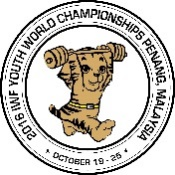 2016 IWF YOUTH WORLD CHAMPIONSHIPS PENANG, MALAYSIA
* OCTOBER 19 - 25 *